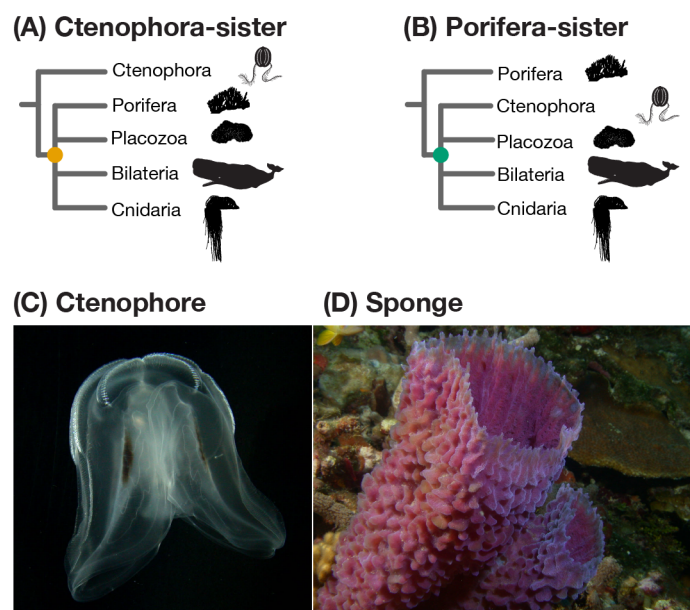 (A) Ctenophora-sister
Ctenophora
Porifera
Placozoa
Bilateria
Cnidaria
(B) Porifera-sister
Porifera
Ctenophora
Placozoa
Bilateria
Cnidaria
(C) Ctenophore
(D) Sponge